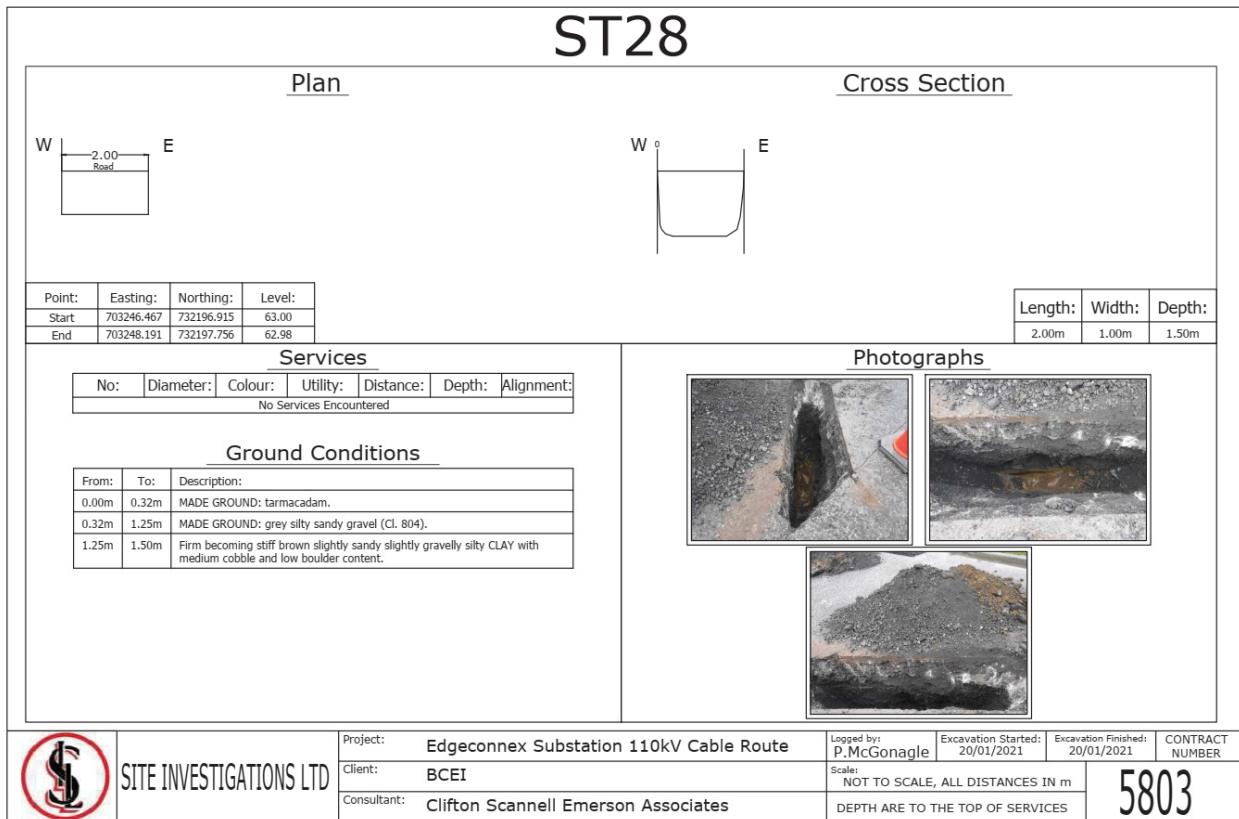 ST28
Plan
W
E
2.00
Road
Cross Section
W
0
E
Point: Easting: Northing: Level:
Start 703246.467 732196.915 63.00
End 703248.191 732197.756 62.98
Length: Width: Depth:
2.00m 1.00m 1.50m
Services
No: Diameter: Colour: Utility: Distance: Depth: Alignment:
No Services Encountered
Ground Conditions
From: To: Description:
0.00m 0.32m MADE GROUND: tarmacadam.
0.32m 1.25m MADE GROUND: grey silty sandy gravel (Cl. 804).
1.25m 1.50m Firm becoming stiff brown slightly sandy slightly gravelly silty CLAY with
medium cobble and low boulder content.
Photographs
SITE INVESTIGATIONS LTD
Project: Edgeconnex Substation 110kV Cable Route
Client: BCEI
Consultant: Clifton Scannell Emerson Associates
Logged by:
P.McGonagle
Excavation Started:
20/01/2021
Excavation Finished:
20/01/2021
Scale:
NOT TO SCALE, ALL DISTANCES IN m
DEPTH ARE TO THE TOP OF SERVICES
CONTRACT
NUMBER
5803